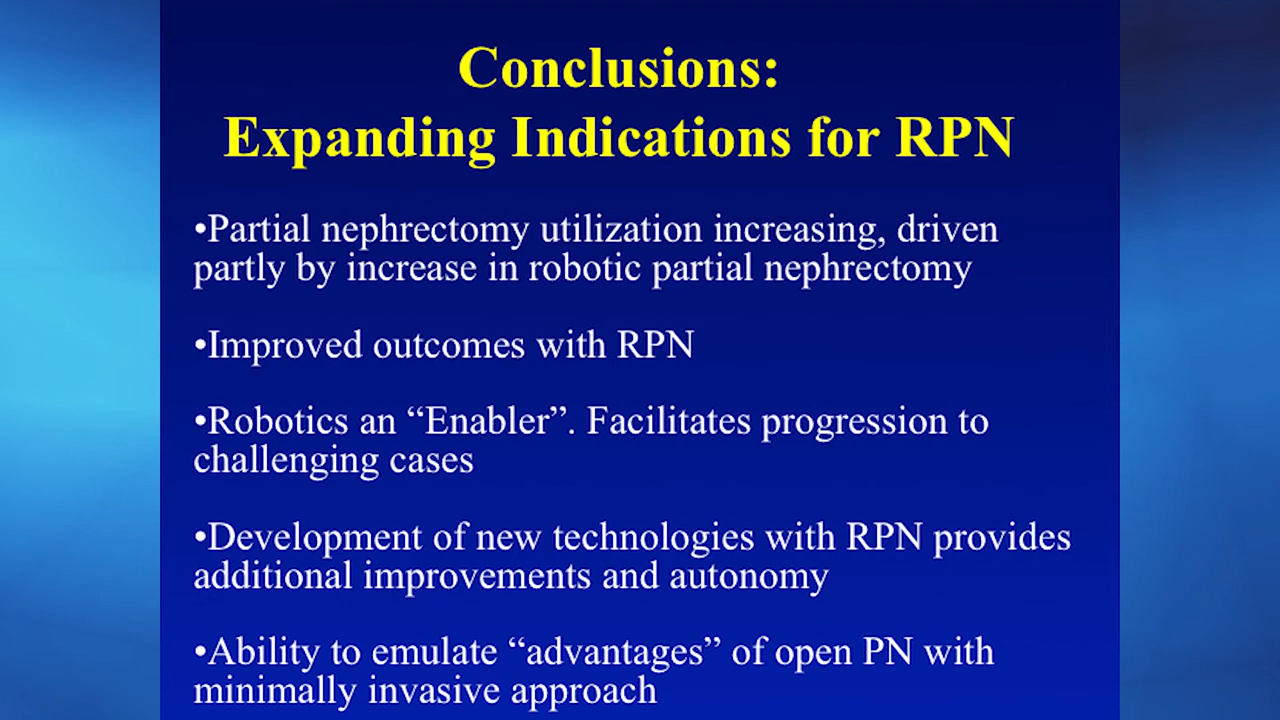 Conclusions:
Expanding Indications for RPN
•Partial nephrectomy utilization increasing, driven
partly by increase in robotic partial nephrectomy
•Improved outcomes with RPN
•Robotics an “Enabler”. Facilitates progression to
challenging cases
•Development of new technologies with RPN provides
additional improvements and autonomy
•Ability to emulate “advantages” of open PN with
minimally invasive approach